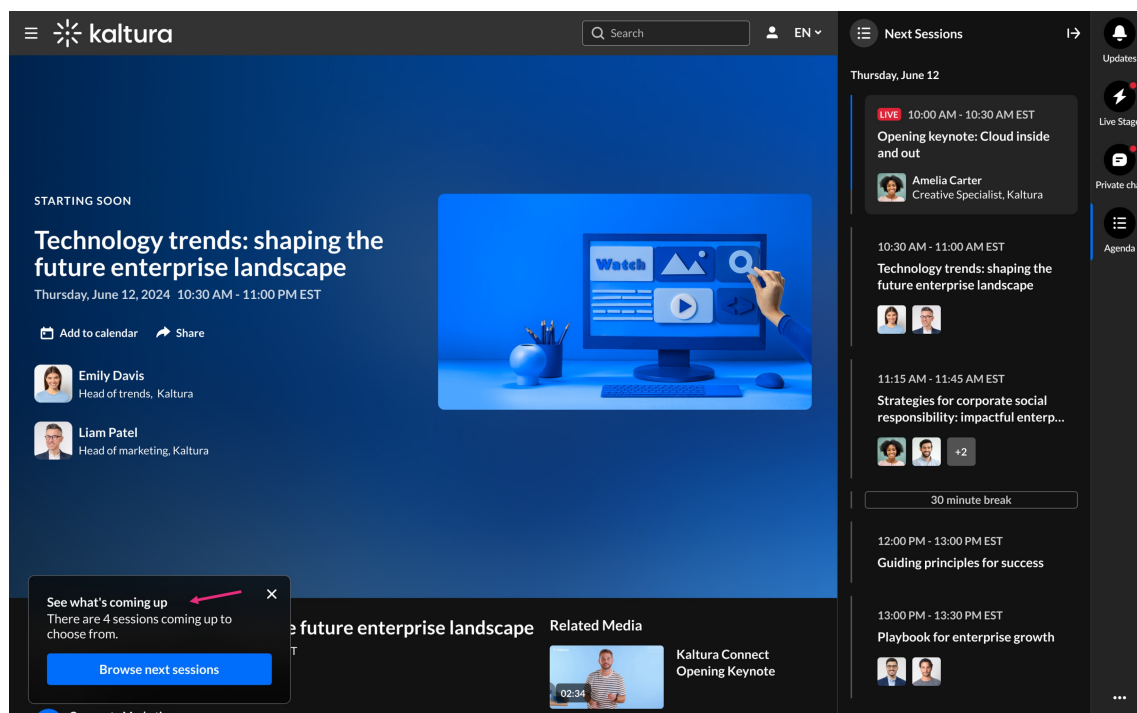 kaltura
Search
EN
STARTING SOON
Technology trends: shaping the
future enterprise landscape
Thursday, June 12, 2024 10:30 AM - 11:00 PM EST
Add to calendar
Share
Emily Davis
Head of trends, Kaltura
Liam Patel
Head of marketing, Kaltura
Watch
See what's coming up
There are 4 sessions coming up to
choose from.
Browse next sessions
e future enterprise landscape
T
Related Media
02:34
Kaltura Connect
Opening Keynote
Next Sessions
Thursday, June 12
LIVE 10:00 AM - 10:30 AM EST
Opening keynote: Cloud inside
and out
Amelia Carter
Creative Specialist, Kaltura
10:30 AM - 11:00 AM EST
Technology trends: shaping the
future enterprise landscape
11:15 AM - 11:45 AM EST
Strategies for corporate social
responsibility: impactful enterp...
+2
30 minute break
12:00 PM - 13:00 PM EST
Guiding principles for success
13:00 PM - 13:30 PM EST
Playbook for enterprise growth
Updates
Live Stage
Private cha
Agenda